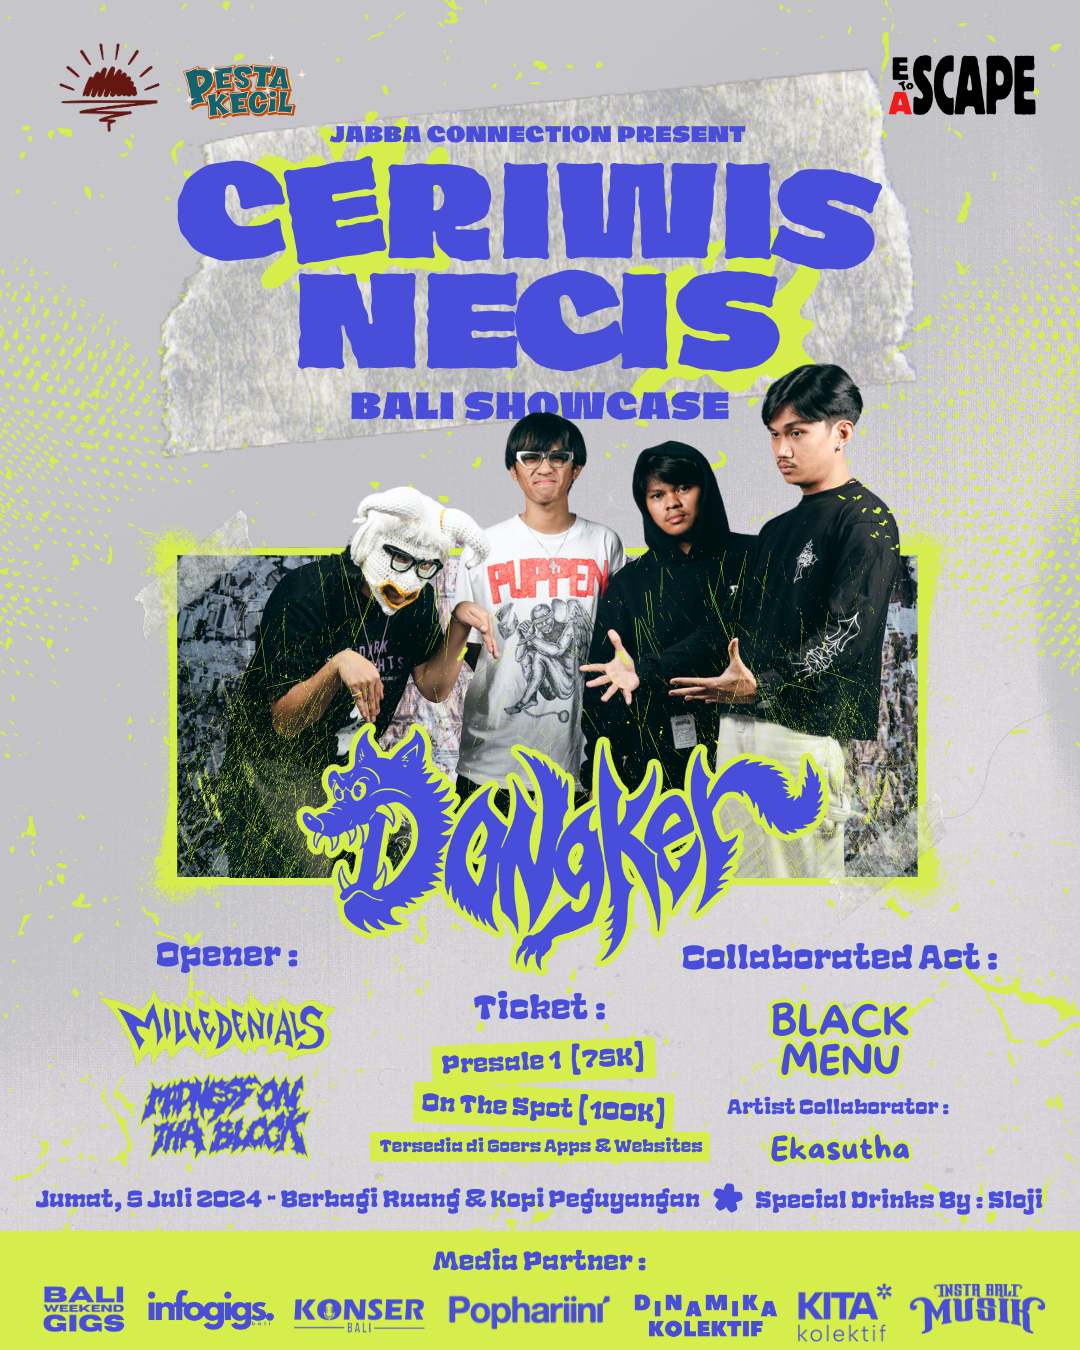 PESTA
KECIL
E TO ASCAPE
JABBA CONNECTION PRESENT
CERIWIS
NECIS
BALI SHOWCASE
PUPPEN
DARK
Dongker
Opener :
MILLEDENIALS
MADNESS ON
THA BLOCK
Ticket :
Presale 1 [75K]
On The Spot [100K]
Tersedia di Goers Apps & Websites
Collaborated Act :
BLACK
MENU
Artist Collaborator :
Ekasutha
Jumat, 5 Juli 2024 - Berbagi Ruang & Kopi Peguyangan
Special Drinks By : Sloji
Media Partner :
BALI
WEEKEND
GIGS
infogigs.
bali
KONSER
BALI
Pophariini
DINAMIKA
KOLEKTIF
KITA*
kolektif
INSTA BALI
MUSIK